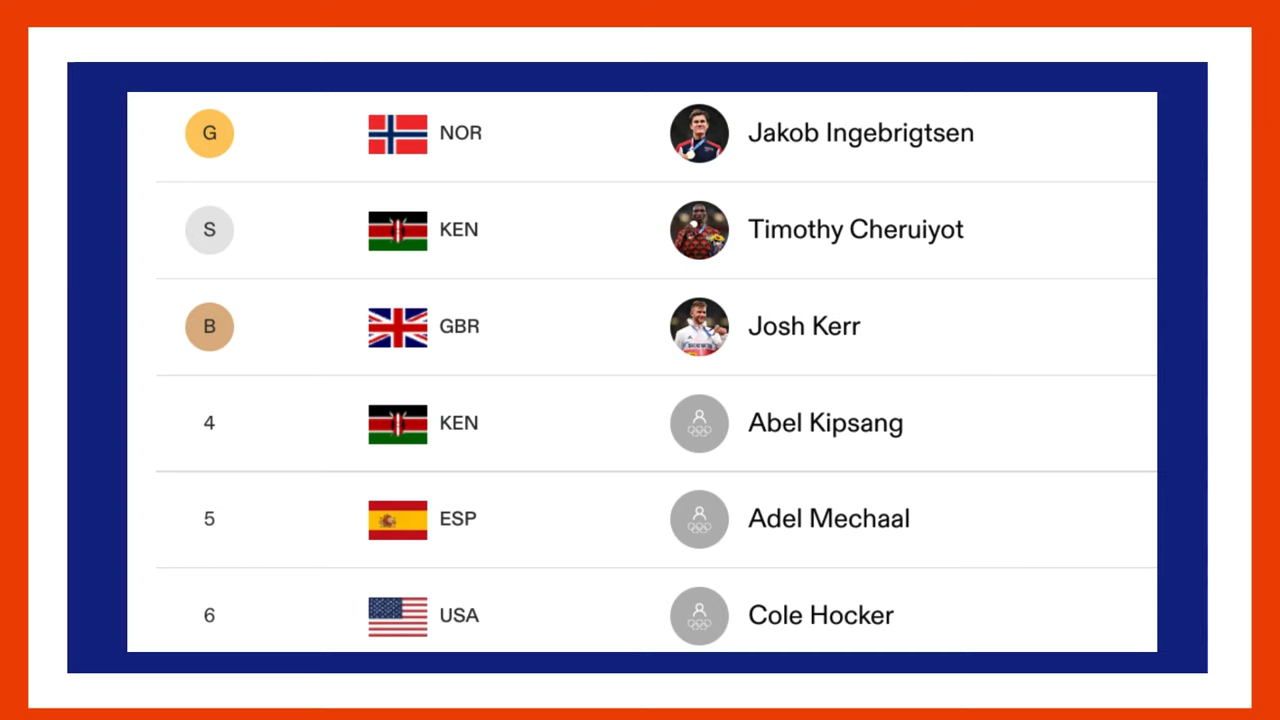 G NOR Jakob Ingebrigtsen
S KEN Timothy Cheruiyot
B GBR Josh Kerr
4 KEN Abel Kipsang
5 ESP Adel Mechaal
6 USA Cole Hocker